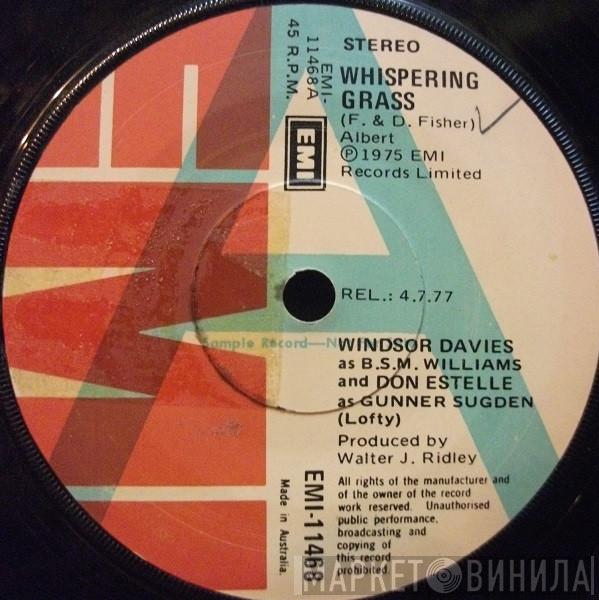 STEREO
WHISPERING
GRASS
(F. & D. Fisher)
Albert
Ⓟ1975 EMI
Records Limited
EMI-
11468A
45 R.P.M.
EMI
REL.: 4.7.77
Sample Record—N
WINDSOR DAVIES
as B.S.M. WILLIAMS
and DON ESTELLE
as GUNNER SUGDEN
(Lofty)
Produced by
Walter J. Ridley
All rights of the manufacturer and
of the owner of the record
work reserved. Unauthorised
public performance,
broadcasting and
copying of
this record
prohibited.
EMI-11468
Made in Australia.
EMI
A
МАРКЕТ ВИНИЛА